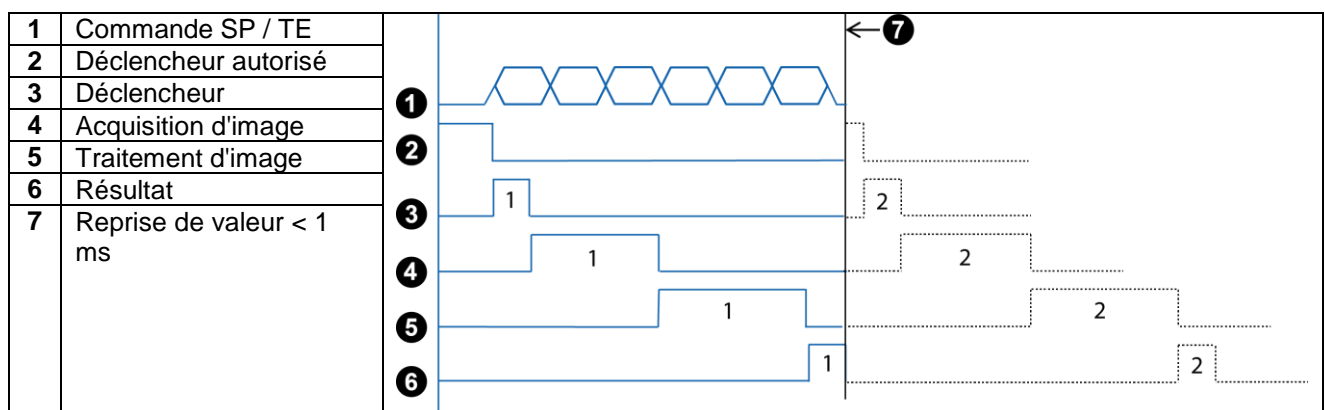 1 Commande SP / TE
2 Déclencheur autorisé
3 Déclencheur
4 Acquisition d'image
5 Traitement d'image
6 Résultat
7 Reprise de valeur < 1
ms
7
1
2
1 2
3
1 2
4
1 2
5
1 2
6